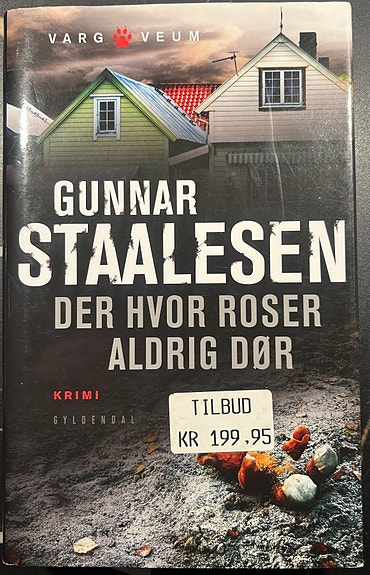 VARG VEUM
GUNNAR
STAALESEN
DER HVOR ROSER
ALDRIG DØR
KRIMI
GYLDENDAL
TILBUD
KR 199,95